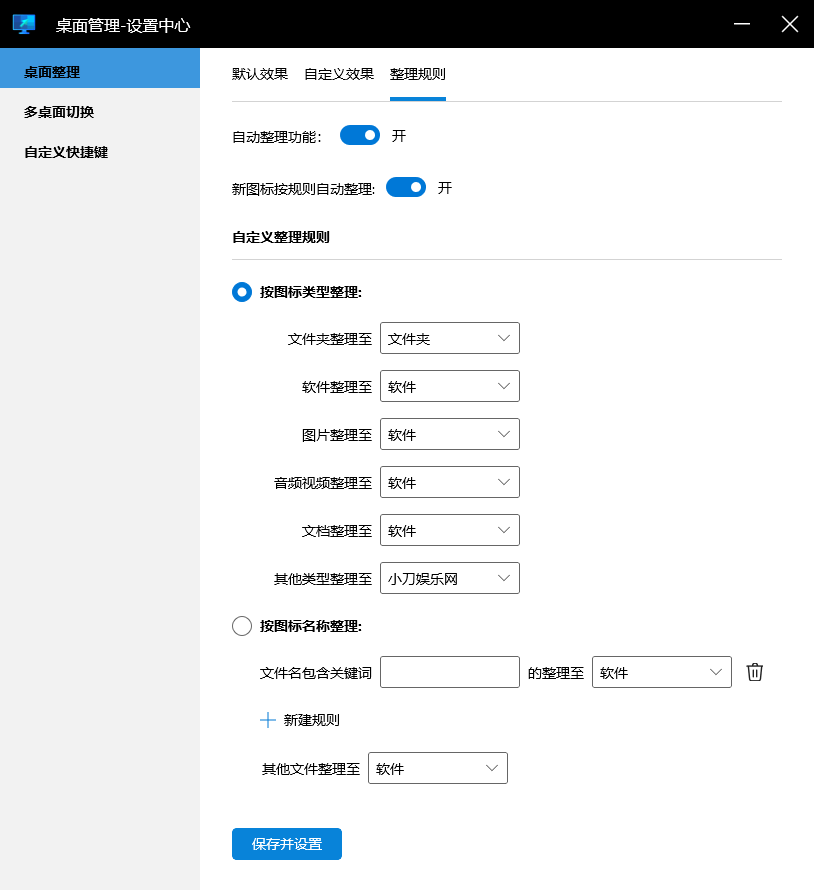 桌面管理-设置中心
桌面整理
多桌面切换
自定义快捷键
默认效果 自定义效果 整理规则
自动整理功能: 开
新图标按规则自动整理: 开
自定义整理规则
按图标类型整理:
文件夹整理至 文件夹
软件整理至 软件
图片整理至 软件
音频视频整理至 软件
文档整理至 软件
其他类型整理至 小刀娱乐网
按图标名称整理:
文件名包含关键词 的整理至 软件
新建规则
其他文件整理至 软件
保存并设置